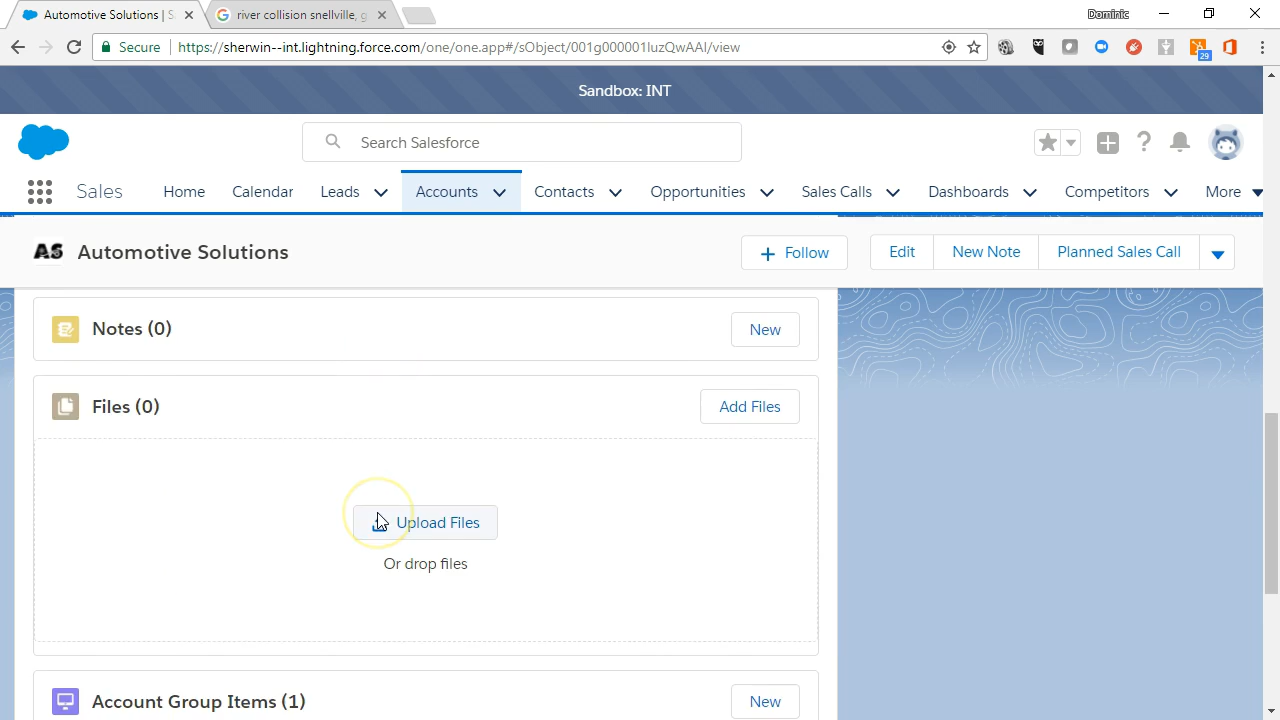 Automotive Solutions | S
river collision snellville, g
Dominic
Secure
https://sherwin--int.lightning.force.com/one/one.app#/sObject/001g000001IuzQwAAI/view
29
Sandbox: INT
Search Salesforce
Sales
Home
Calendar
Leads
Accounts
Contacts
Opportunities
Sales Calls
Dashboards
Competitors
More
AS
Automotive Solutions
+ Follow
Edit
New Note
Planned Sales Call
Notes (0)
New
Files (0)
Add Files
Upload Files
Or drop files
Account Group Items (1)
New